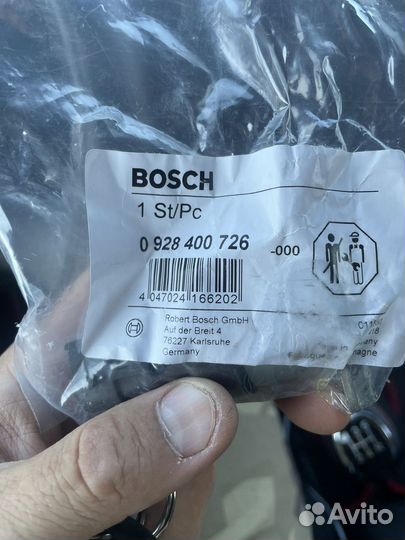 BOSCH
1 St/Pc
0 928 400 726 -000
4 047024 166202
Robert Bosch GmbH
Auf der Breit 4
76227 Karlsruhe
Germany
Avito